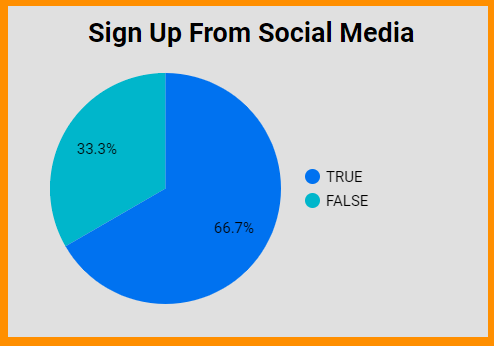 Sign Up From Social Media
33.3%
TRUE
FALSE
66.7%